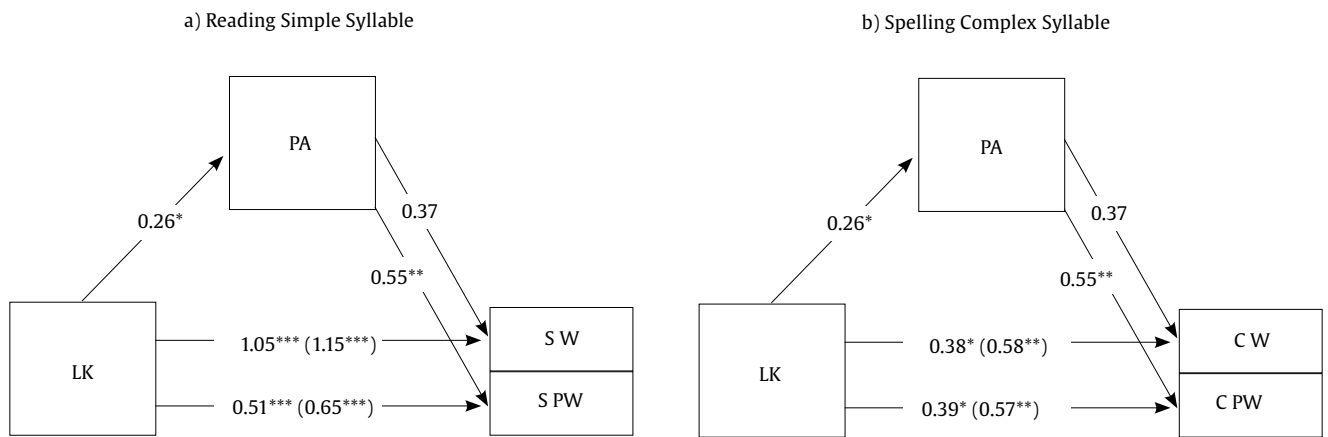 a) Reading Simple Syllable
PA
0.26*
0.37
0.55**
LK
1.05*** (1.15***)
0.51*** (0.65***)
S W
S PW
b) Spelling Complex Syllable
PA
0.26*
0.37
0.55**
LK
0.38* (0.58**)
0.39* (0.57**)
C W
C PW